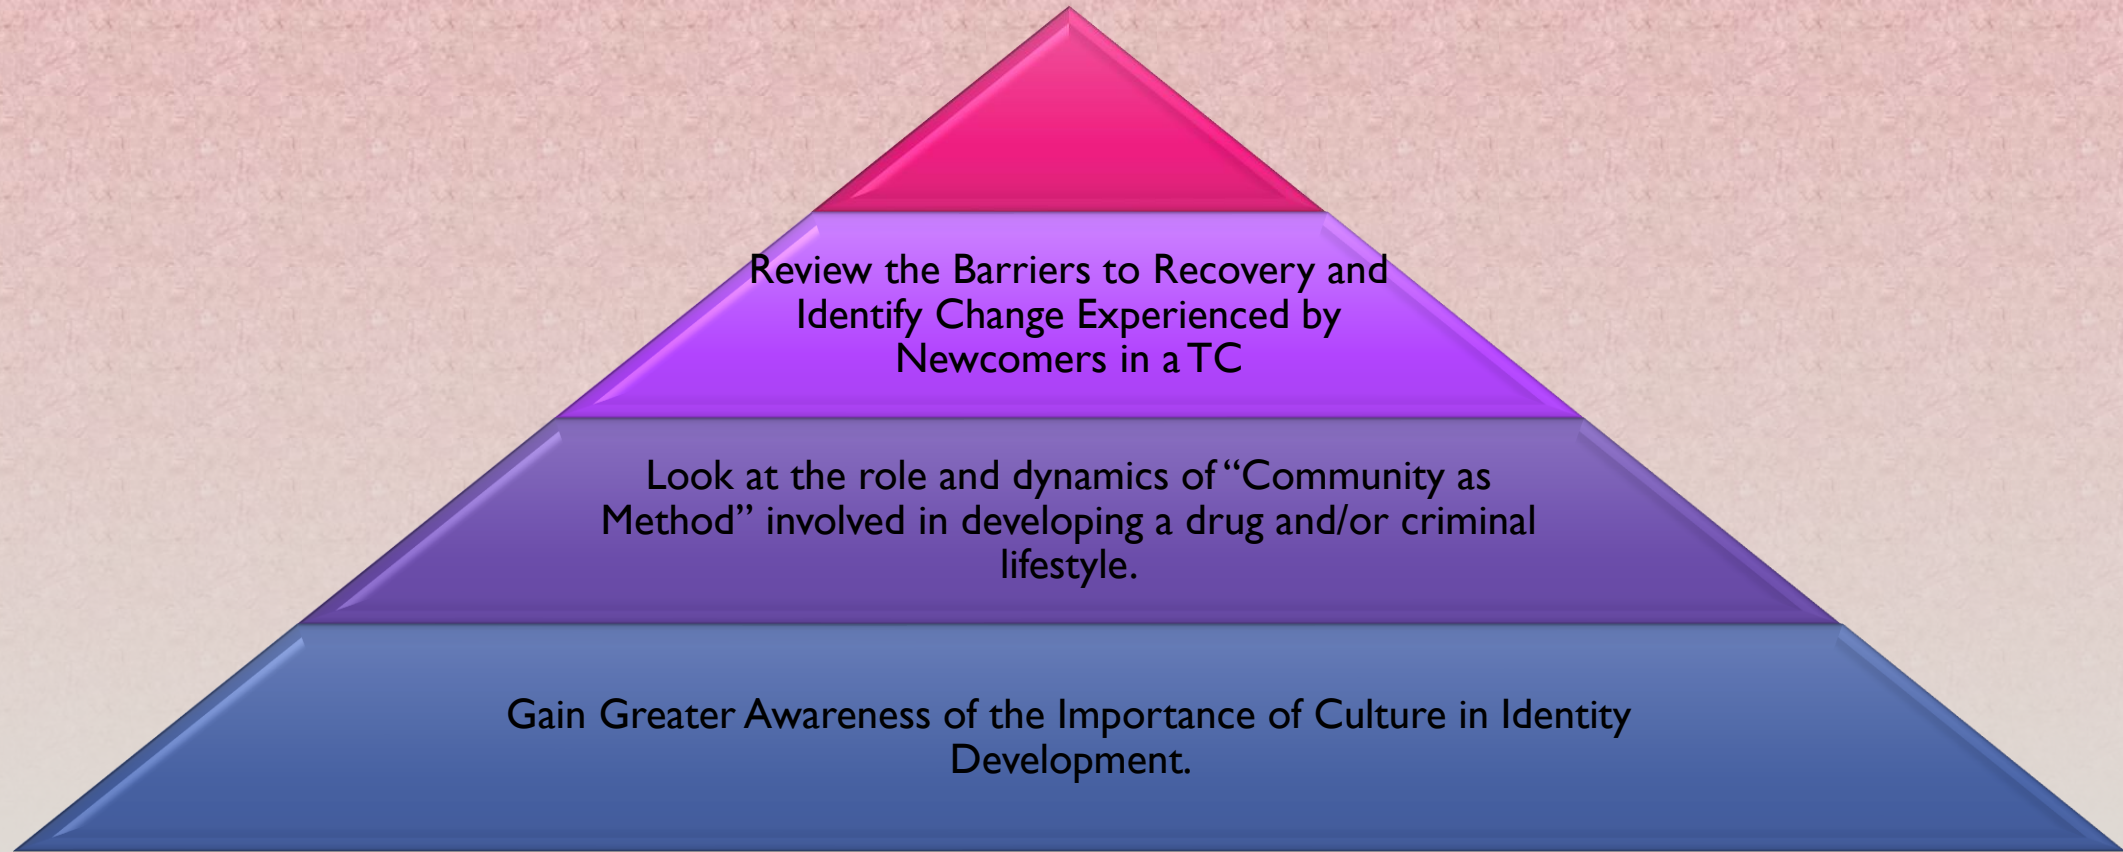 Review the Barriers to Recovery and
Identify Change Experienced by
Newcomers in a TC
Look at the role and dynamics of “Community as
Method” involved in developing a drug and/or criminal
lifestyle.
Gain Greater Awareness of the Importance of Culture in Identity
Development.